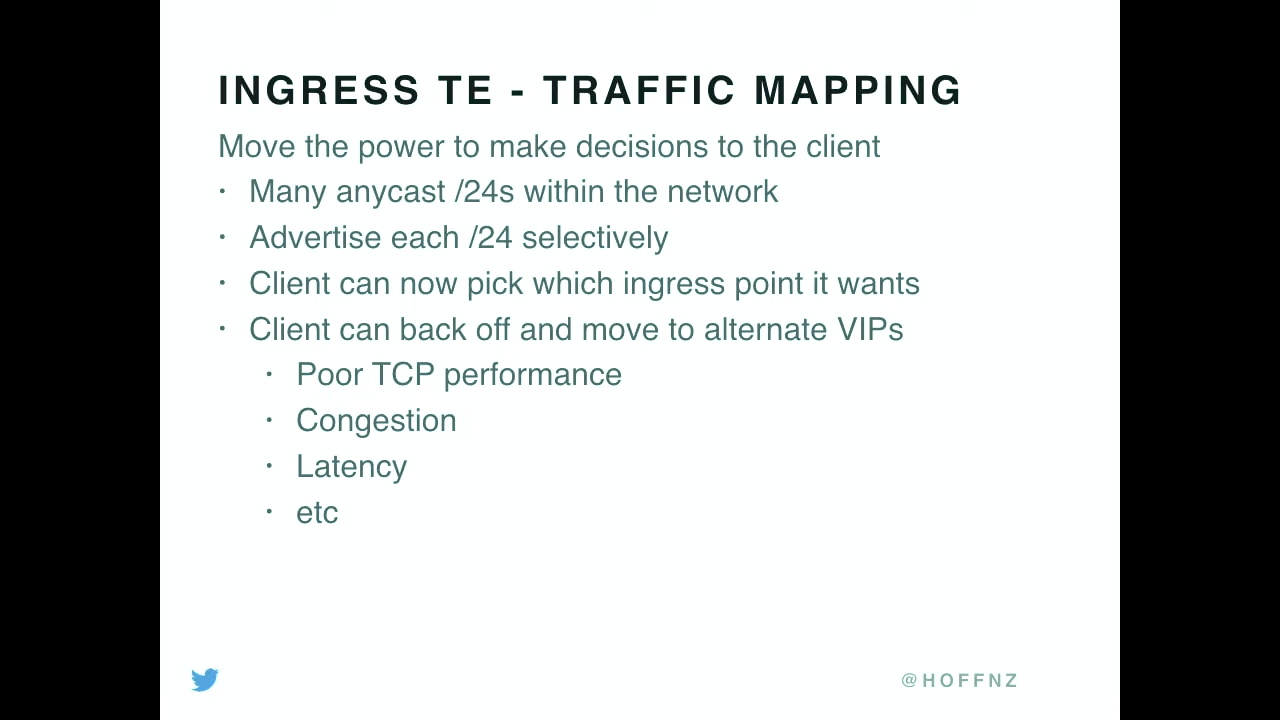 INGRESS TE - TRAFFIC MAPPING
Move the power to make decisions to the client
· Many anycast /24s within the network
· Advertise each /24 selectively
· Client can now pick which ingress point it wants
· Client can back off and move to alternate VIPs
· Poor TCP performance
· Congestion
· Latency
· etc
@HOFFNZ